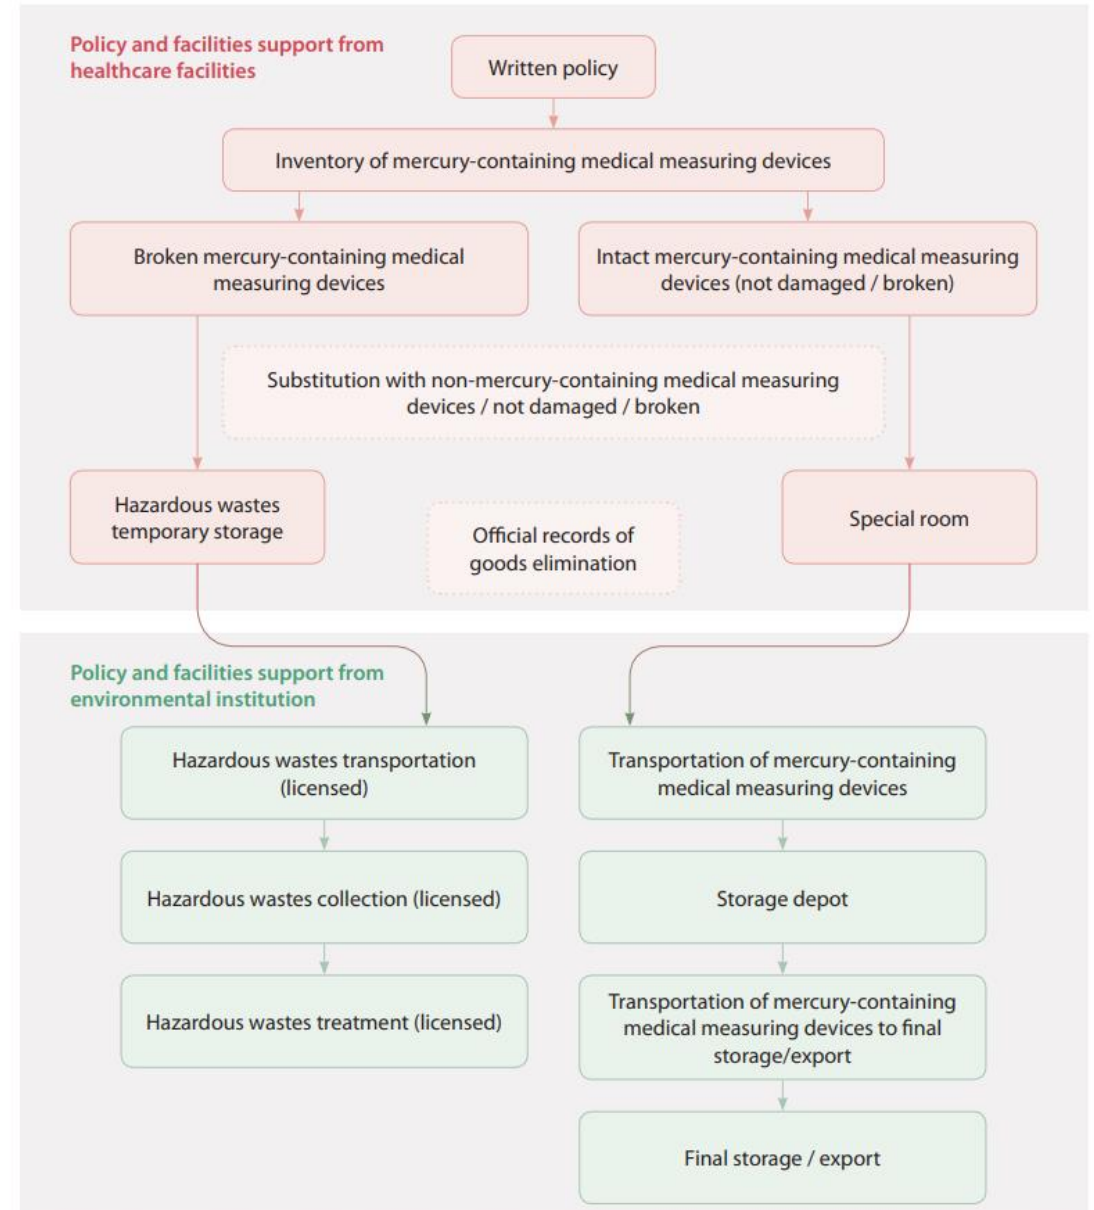 Policy and facilities support from
healthcare facilities
Written policy
Inventory of mercury-containing medical measuring devices
Broken mercury-containing medical
measuring devices
Intact mercury-containing medical measuring
devices (not damaged / broken)
Substitution with non-mercury-containing medical measuring
devices / not damaged / broken
Hazardous wastes
temporary storage
Official records of
goods elimination
Special room
Policy and facilities support from
environmental institution
Hazardous wastes transportation
(licensed)
Transportation of mercury-containing
medical measuring devices
Hazardous wastes collection (licensed)
Storage depot
Hazardous wastes treatment (licensed)
Transportation of mercury-containing
medical measuring devices to final
storage/export
Final storage / export